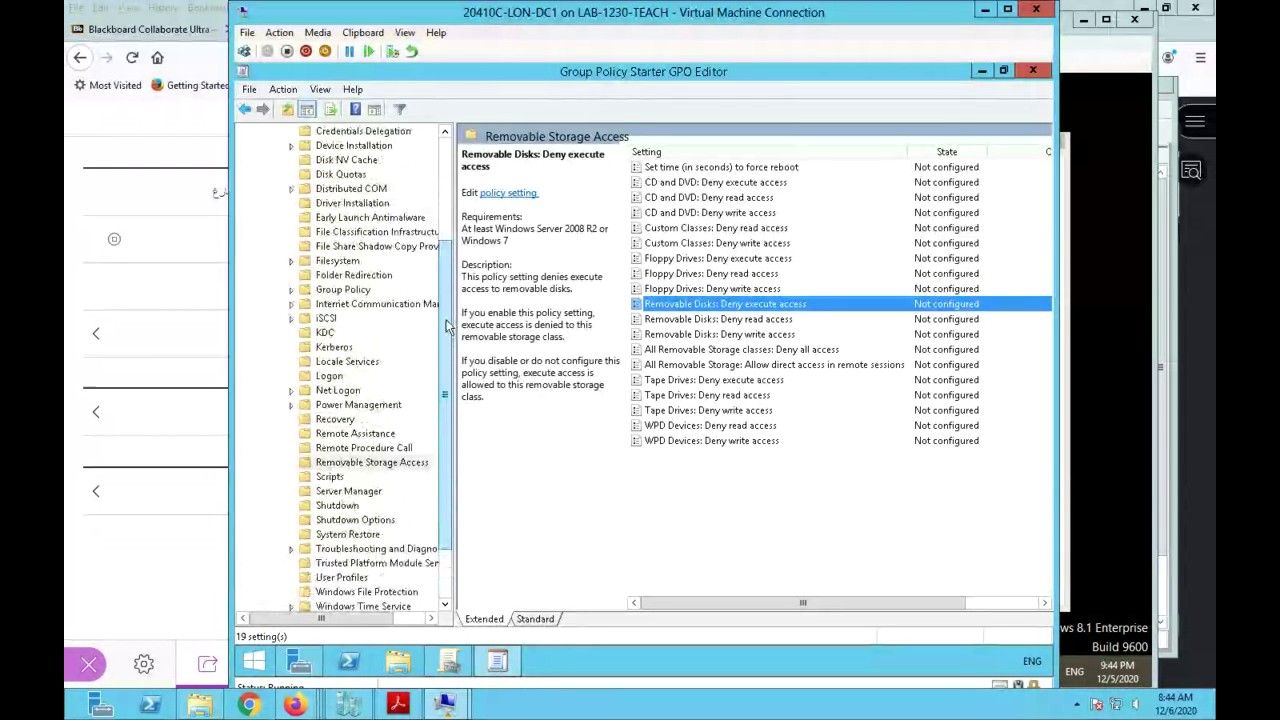 File Edit View History Bookmarks
20410C-LON-DC1 on LAB-1230-TEACH - Virtual Machine Connection
Blackboard Collaborate Ultra
File Action Media Clipboard View Help
Most Visited
Getting Started
Group Policy Starter GPO Editor
File Action View Help
Credentials Delegation
Device Installation
Disk NV Cache
Disk Quotas
Distributed COM
Driver Installation
Early Launch Antimalware
File Classification Infrastructu
File Share Shadow Copy Prov
Filesystem
Folder Redirection
Group Policy
Internet Communication Mar
iSCSI
KDC
Kerberos
Locale Services
Logon
Net Logon
Power Management
Recovery
Remote Assistance
Remote Procedure Call
Removable Storage Access
Scripts
Server Manager
Shutdown
Shutdown Options
System Restore
Troubleshooting and Diagno
Trusted Platform Module Ser
User Profiles
Windows File Protection
Windows Time Service
Removable Storage Access
Removable Disks: Deny execute
access
Edit policy setting
Requirements:
At least Windows Server 2008 R2 or
Windows 7
Description:
This policy setting denies execute
access to removable disks.
If you enable this policy setting,
execute access is denied to this
removable storage class.
If you disable or do not configure this
policy setting, execute access is
allowed to this removable storage
class.
Setting State C
Set time (in seconds) to force reboot Not configured
CD and DVD: Deny execute access Not configured
CD and DVD: Deny read access Not configured
CD and DVD: Deny write access Not configured
Custom Classes: Deny read access Not configured
Custom Classes: Deny write access Not configured
Floppy Drives: Deny execute access Not configured
Floppy Drives: Deny read access Not configured
Floppy Drives: Deny write access Not configured
Removable Disks: Deny execute access Not configured
Removable Disks: Deny read access Not configured
Removable Disks: Deny write access Not configured
All Removable Storage classes: Deny all access Not configured
All Removable Storage: Allow direct access in remote sessions Not configured
Tape Drives: Deny execute access Not configured
Tape Drives: Deny read access Not configured
Tape Drives: Deny write access Not configured
WPD Devices: Deny read access Not configured
WPD Devices: Deny write access Not configured
Extended Standard
19 setting(s)
ENG
Status: Running
ws 8.1 Enterprise
Build 9600
ENG
9:44 PM
12/5/2020
8:44 AM
12/6/2020